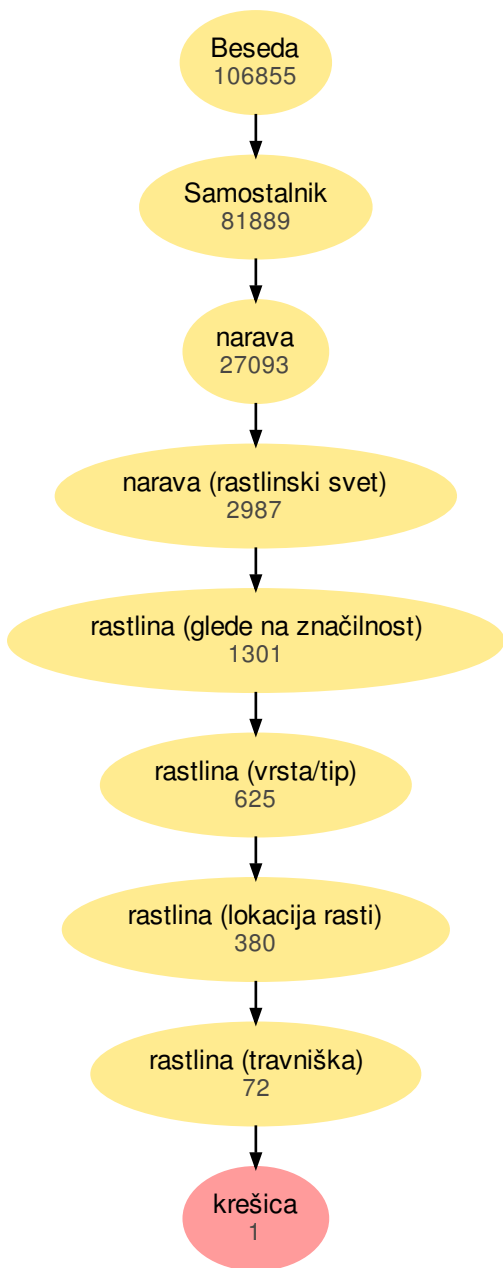 Beseda
106855
Samostalnik
81889
narava
27093
narava (rastlinski svet)
2987
rastlina (glede na značilnost)
1301
rastlina (vrsta/tip)
625
rastlina (lokacija rasti)
380
rastlina (travniška)
72
krešica
1